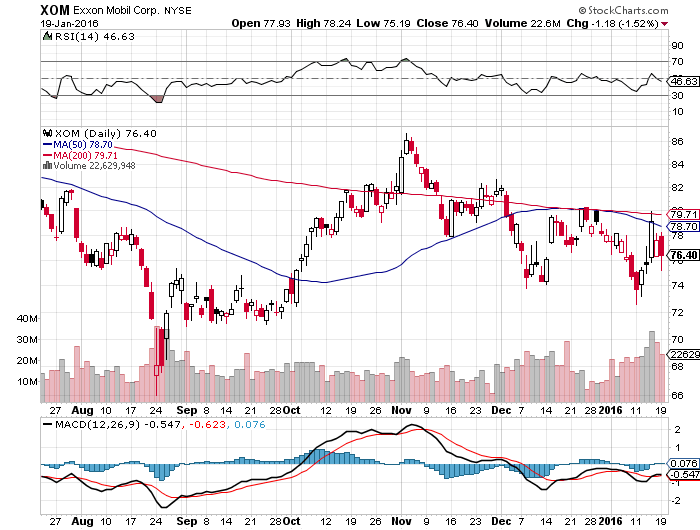 XOM Exxon Mobil Corp. NYSE © StockCharts.com
19-Jan-2016 Open 77.93 High 78.24 Low 75.19 Close 76.40 Volume 22.6M Chg -1.18 (-1.52%)
RSI(14) 46.63
90
70
50
46.63
30
10
XOM (Daily) 76.40
MA(50) 78.70
MA(200) 79.71
Volume 22,629,948
86
84
82
80
79.71
78.70
78
76.40
76
74
72
70
68
66
40M
30M
20M
10M
22629
27 Aug 10 17 24 Sep 8 14 21 28 Oct 12 19 26 Nov 9 16 23 Dec 7 14 21 28 2016 11 19
MACD(12,26,9) -0.547, -0.623, 0.076
2
1
0.076
-0.547
-2
27 Aug 10 17 24 Sep 8 14 21 28 Oct 12 19 26 Nov 9 16 23 Dec 7 14 21 28 2016 11 19